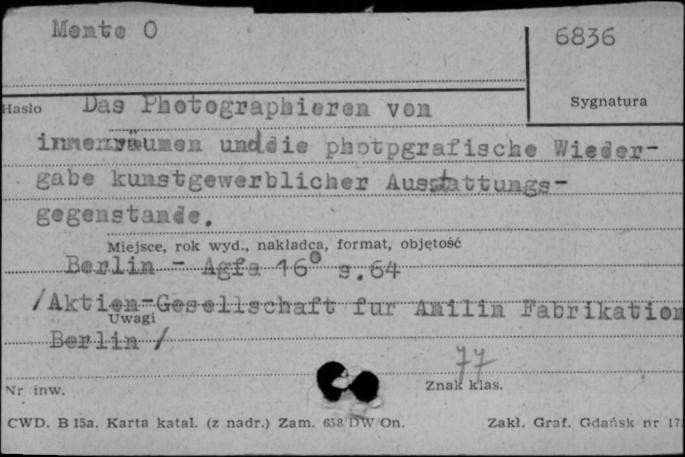 Mente O
6836
Hasło Das Photographieren von
Sygnatura
innenräumen und die photpgrafische Wieder-
gabe kunstgewerblicher Ausstattungs-
gegenstande.
Miejsce, rok wyd., nakładca, format, objętość
Berlin - Agfa 16° s.64
/Aktien-Gesellschaft fur Anilin Fabrikation
Uwagi
Berlin /
77
Nr inw.
Znak klas.
CWD. B 15a. Karta katal. (z nadr.) Zam. 658/DW/On.
Zakł. Graf. Gdańsk nr